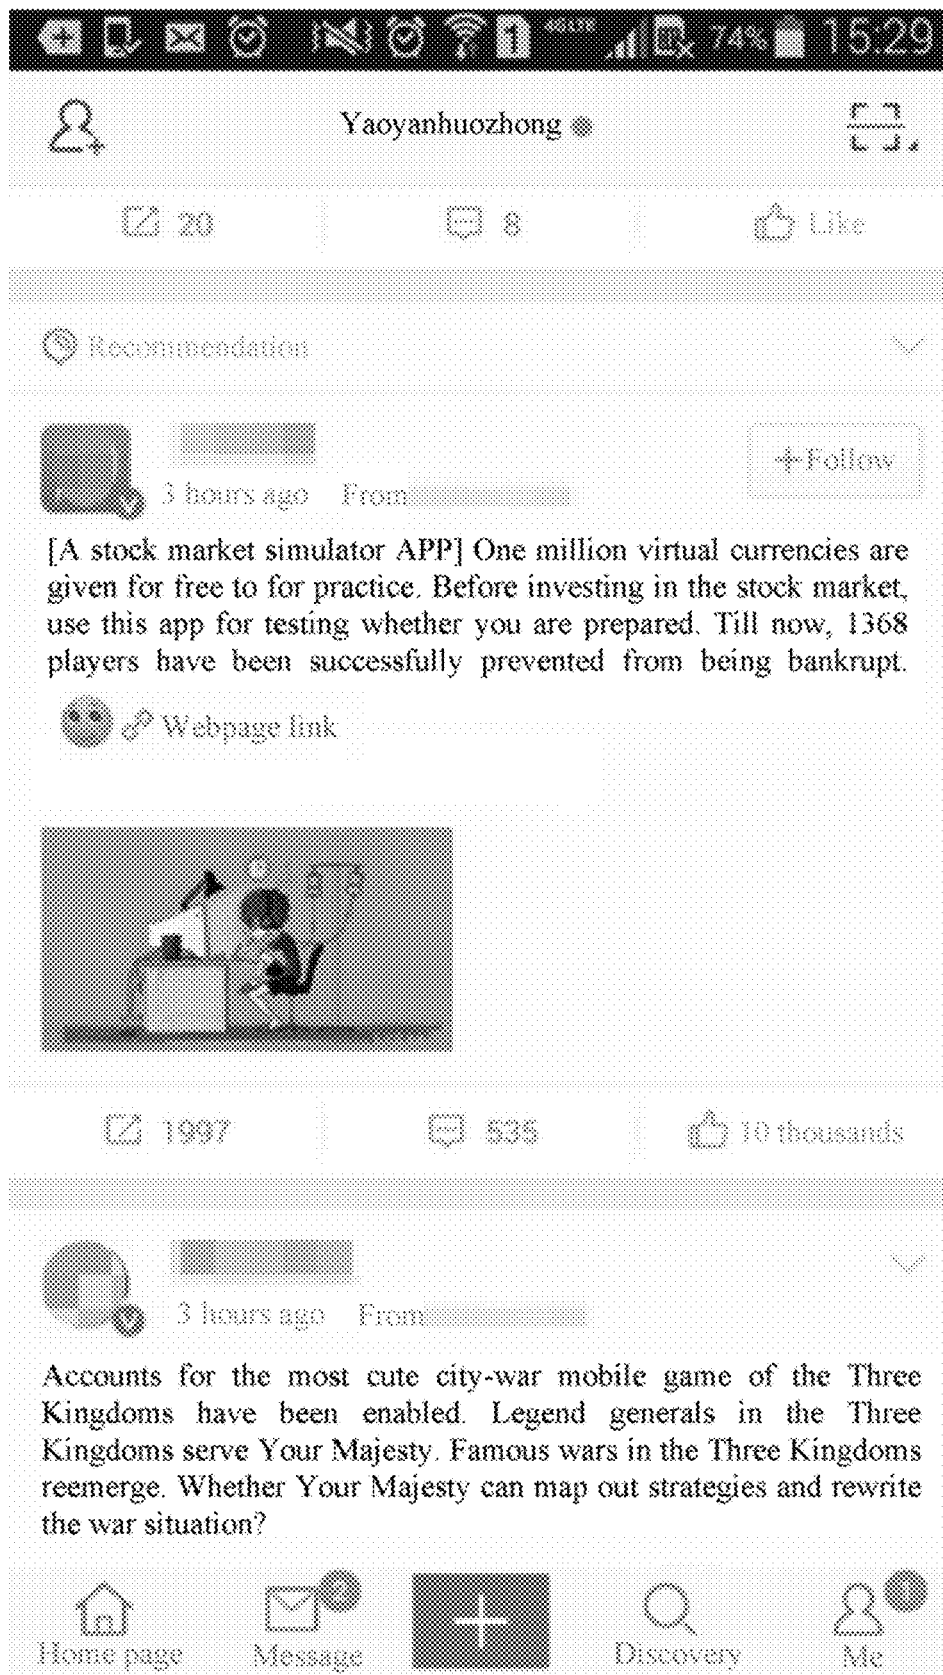 1 4G LTE 74% 15:29
Yaoyanhuozhong
20 8 Like
Recommendation
+Follow
3 hours ago From
[A stock market simulator APP] One million virtual currencies are
given for free to for practice. Before investing in the stock market,
use this app for testing whether you are prepared. Till now, 1368
players have been successfully prevented from being bankrupt.
Webpage link
1997 535 10 thousands
3 hours ago From
Accounts for the most cute city-war mobile game of the Three
Kingdoms have been enabled. Legend generals in the Three
Kingdoms serve Your Majesty. Famous wars in the Three Kingdoms
reemerge. Whether Your Majesty can map out strategies and rewrite
the war situation?
Home page Message Discovery Me